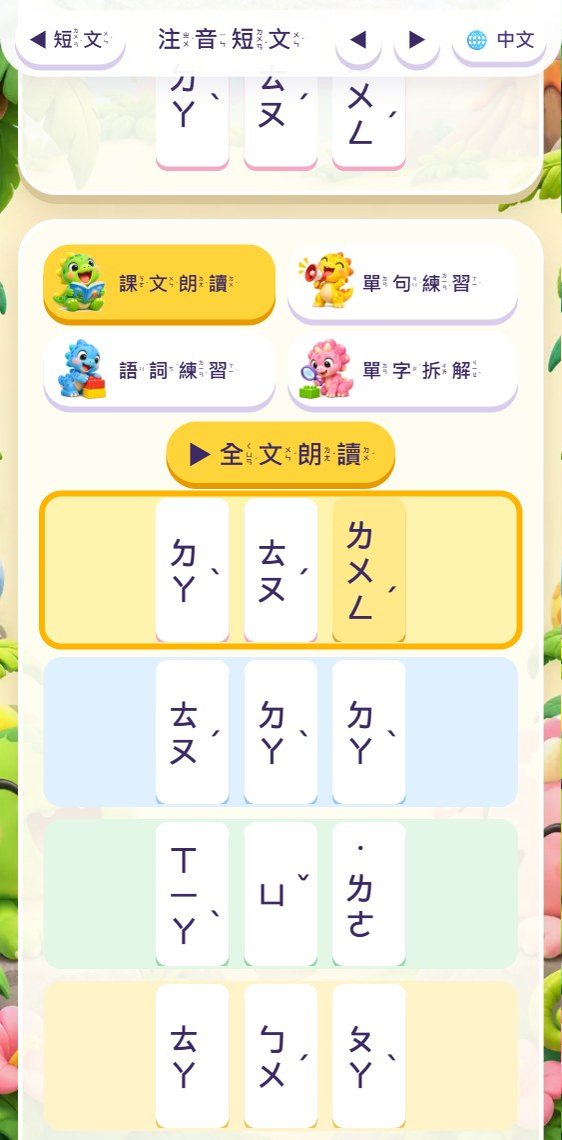 ◀ 短文 注音短文 ◀ ▶ 中文
ㄉㄚˋ ㄊㄡˊ ㄨㄥˊ
課文朗讀 單句練習
語詞練習 單字拆解
▶ 全文朗讀
ㄉㄚˋ ㄊㄡˊ ㄌㄨㄥˊ
ㄊㄡˊ ㄉㄚˋ ㄉㄚˋ
ㄒㄧㄚˋ ㄩˇ ˙ㄌㄜ
ㄊㄚ ㄅㄨˊ ㄆㄚˋ